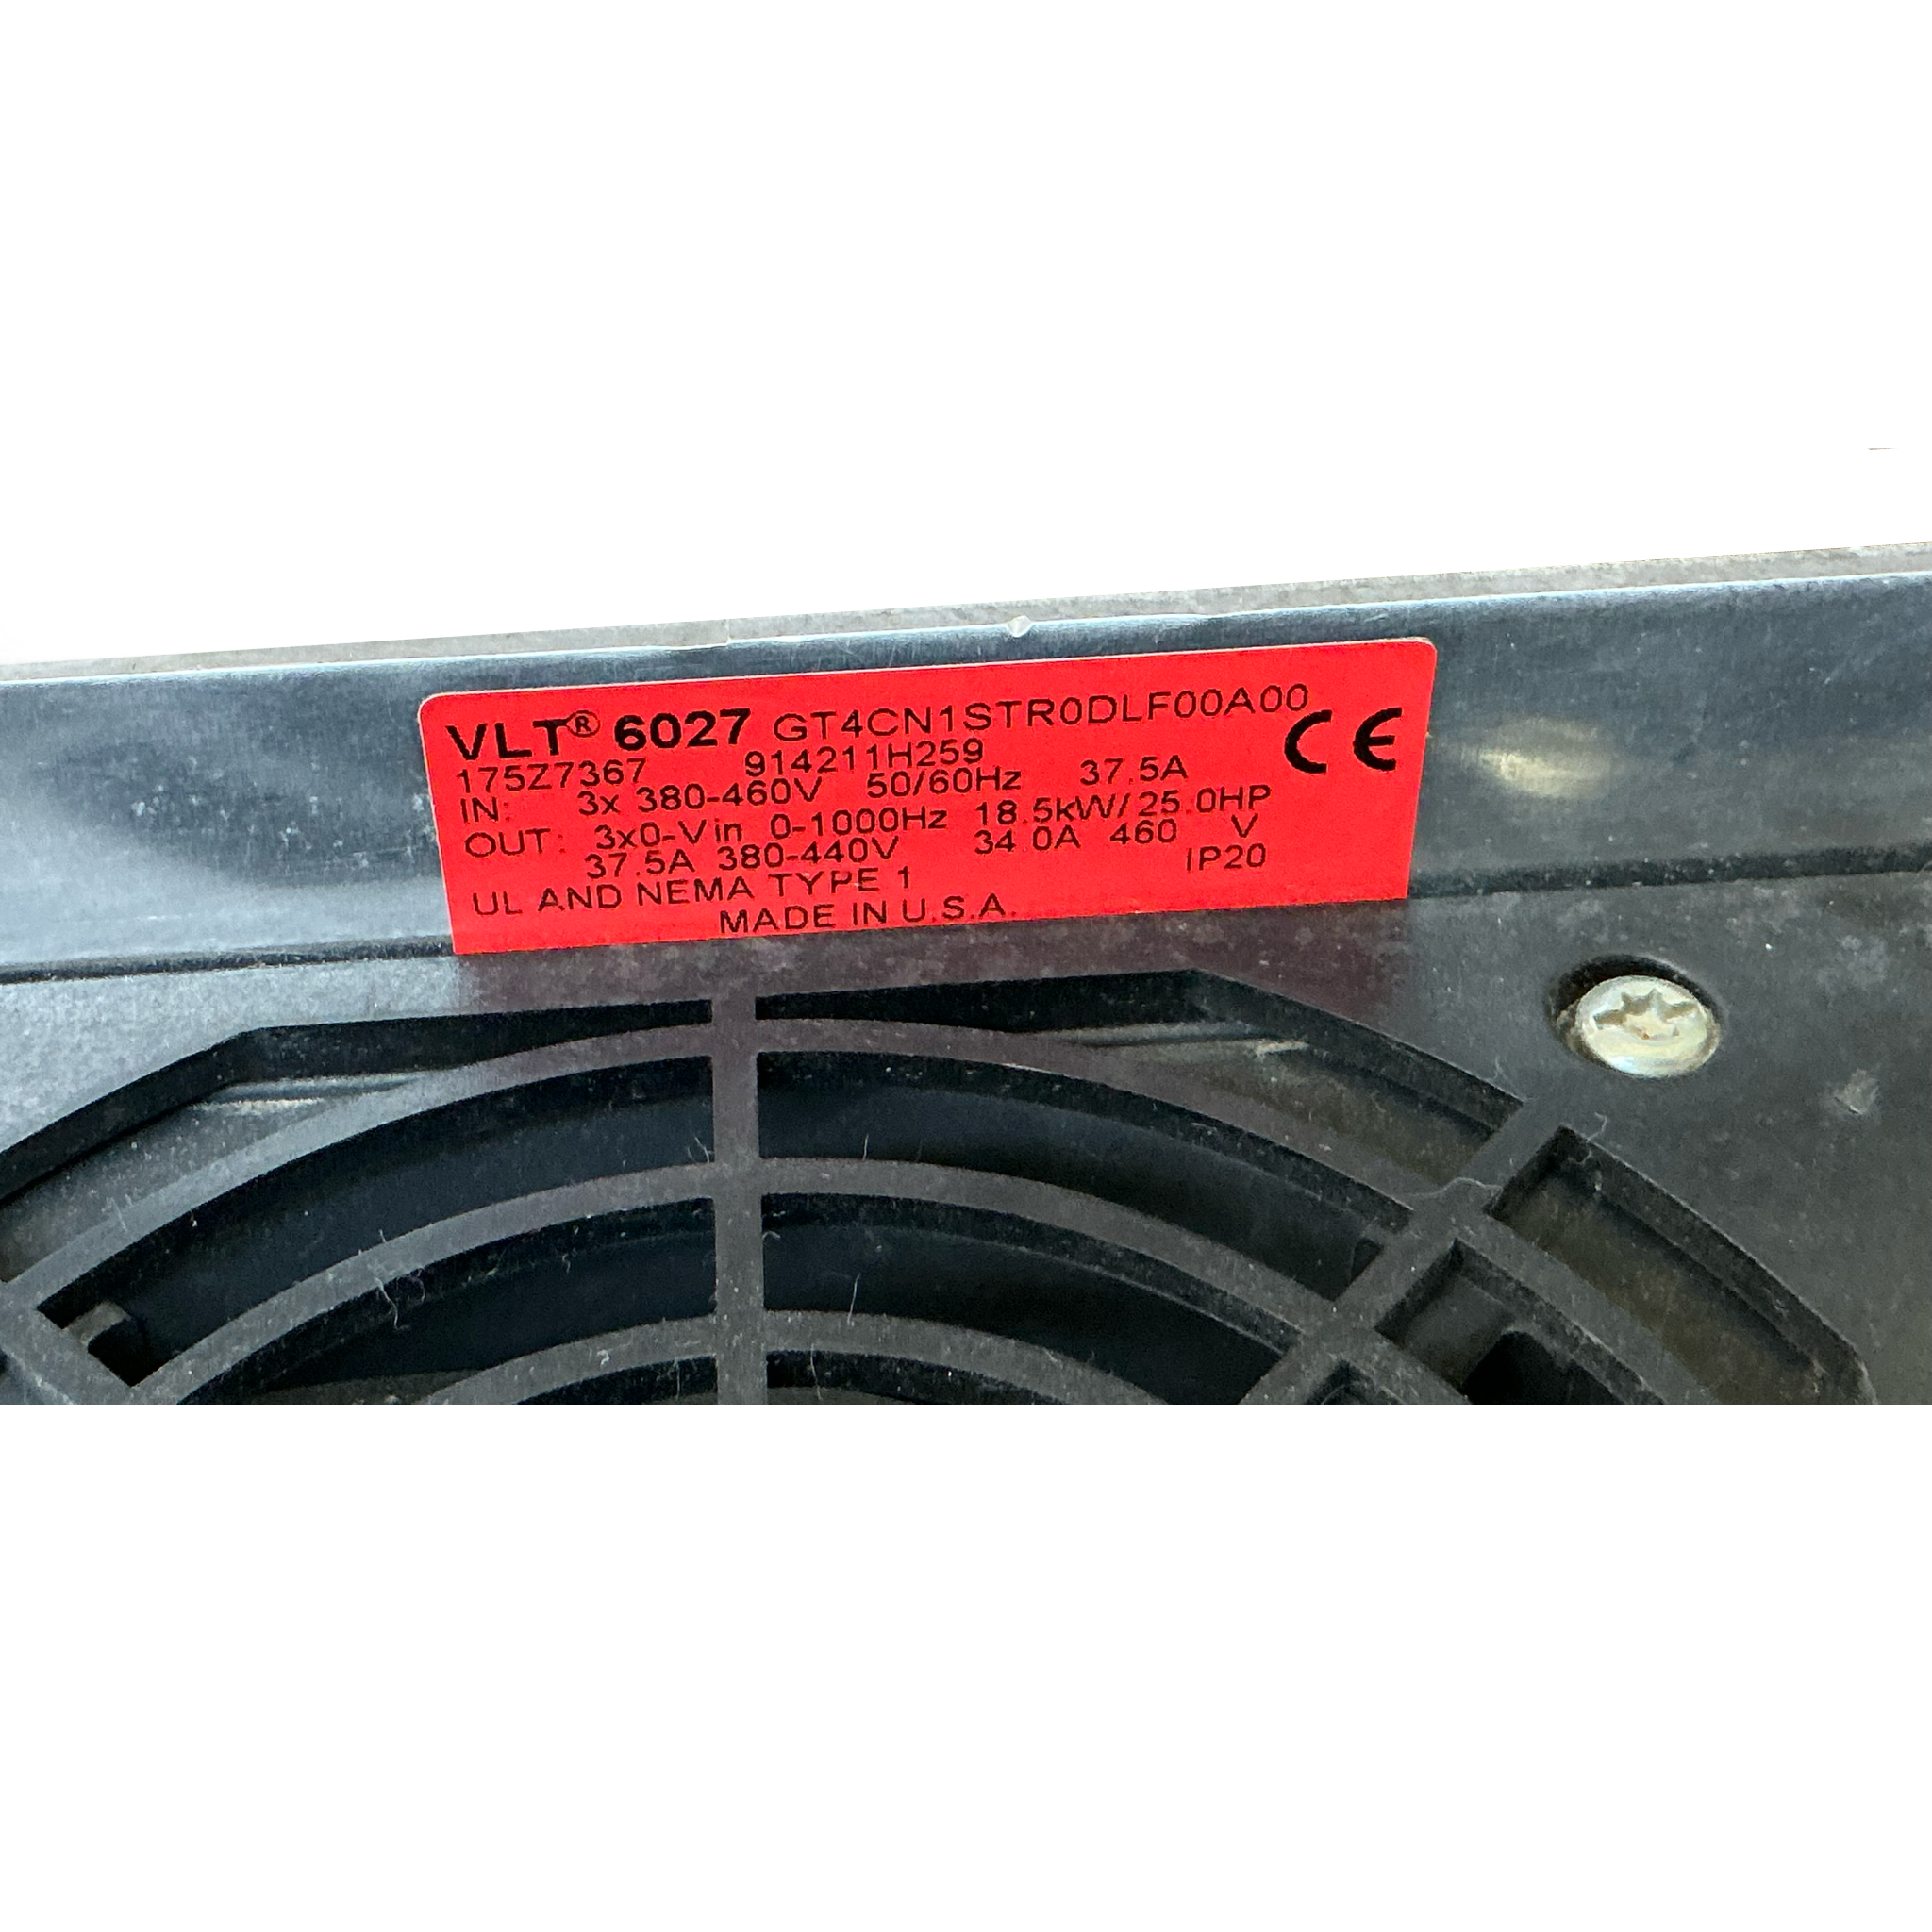 VLT® 6027 GT4CN1STR0DLF00A00
175Z7367 914211H259 CE
IN: 3x 380-460V 50/60Hz 37.5A
OUT: 3x0-Vin 0-1000Hz 18.5kW/25.0HP
37.5A 380-440V 34.0A 460 V
UL AND NEMA TYPE 1 IP20
MADE IN U.S.A.